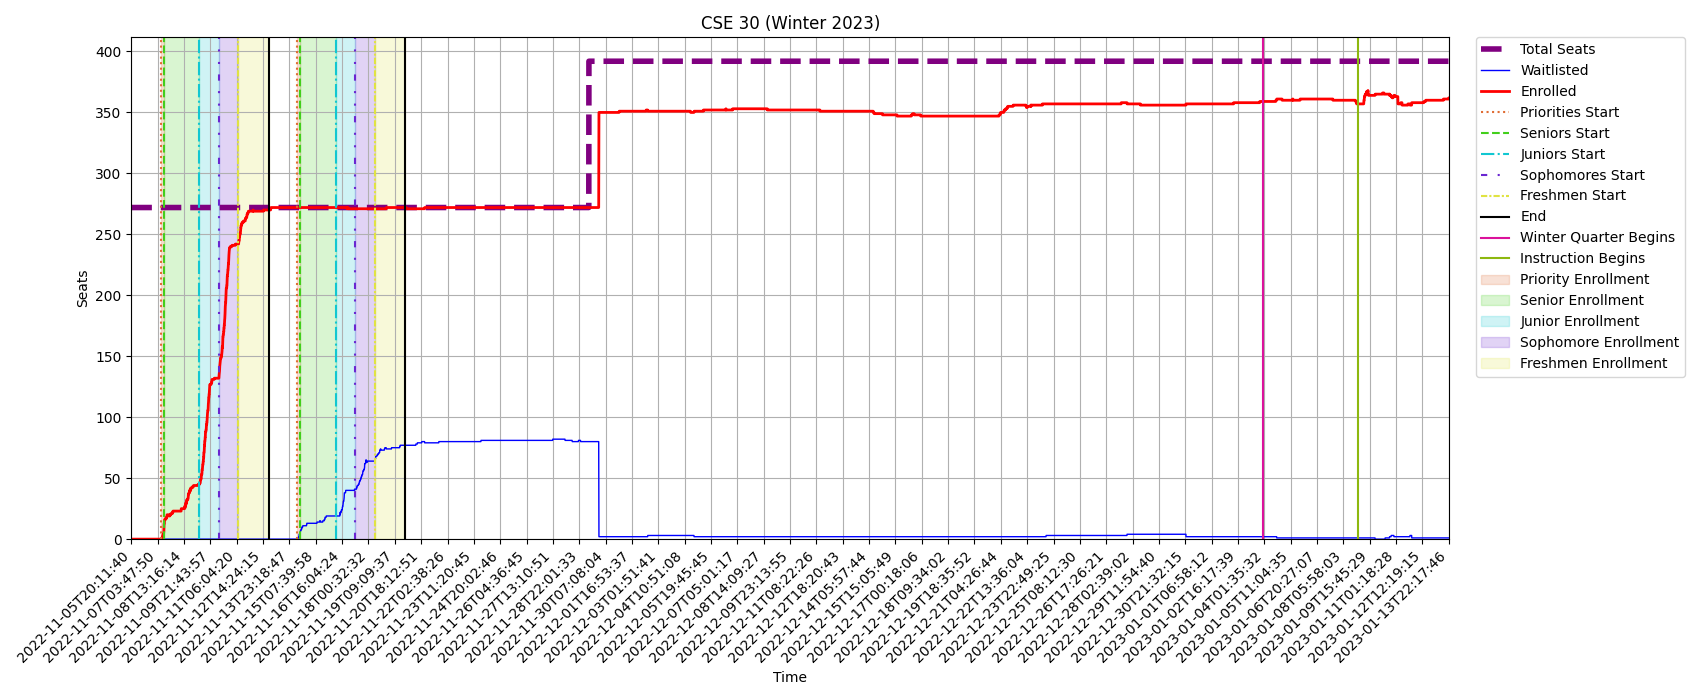 CSE 30 (Winter 2023)
400
350
300
250
200
150
100
50
0
Seats
2022-11-05T20:11:40
2022-11-07T03:47:50
2022-11-08T13:16:14
2022-11-09T21:43:57
2022-11-11T06:04:20
2022-11-12T14:24:15
2022-11-13T23:18:47
2022-11-15T07:39:58
2022-11-16T16:04:24
2022-11-18T00:32:32
2022-11-19T09:09:37
2022-11-20T18:12:51
2022-11-22T02:38:26
2022-11-23T11:20:45
2022-11-24T20:02:46
2022-11-26T04:36:45
2022-11-27T13:10:51
2022-11-28T22:01:33
2022-11-30T07:08:04
2022-12-01T16:53:37
2022-12-03T01:51:41
2022-12-04T10:51:08
2022-12-05T19:45:45
2022-12-07T05:01:17
2022-12-08T14:09:27
2022-12-09T23:13:55
2022-12-11T08:22:26
2022-12-12T18:20:43
2022-12-14T05:57:44
2022-12-15T15:05:49
2022-12-17T00:18:06
2022-12-18T09:34:02
2022-12-19T18:35:52
2022-12-21T04:26:44
2022-12-22T13:36:04
2022-12-23T22:49:25
2022-12-25T08:12:30
2022-12-26T17:26:21
2022-12-28T02:39:02
2022-12-29T11:54:40
2022-12-30T21:32:15
2023-01-01T06:58:12
2023-01-02T16:17:39
2023-01-04T01:35:32
2023-01-05T11:04:35
2023-01-06T20:27:07
2023-01-08T05:58:03
2023-01-09T15:45:29
2023-01-11T01:18:28
2023-01-12T12:19:15
2023-01-13T22:17:46
Time
Total Seats
Waitlisted
Enrolled
Priorities Start
Seniors Start
Juniors Start
Sophomores Start
Freshmen Start
End
Winter Quarter Begins
Instruction Begins
Priority Enrollment
Senior Enrollment
Junior Enrollment
Sophomore Enrollment
Freshmen Enrollment